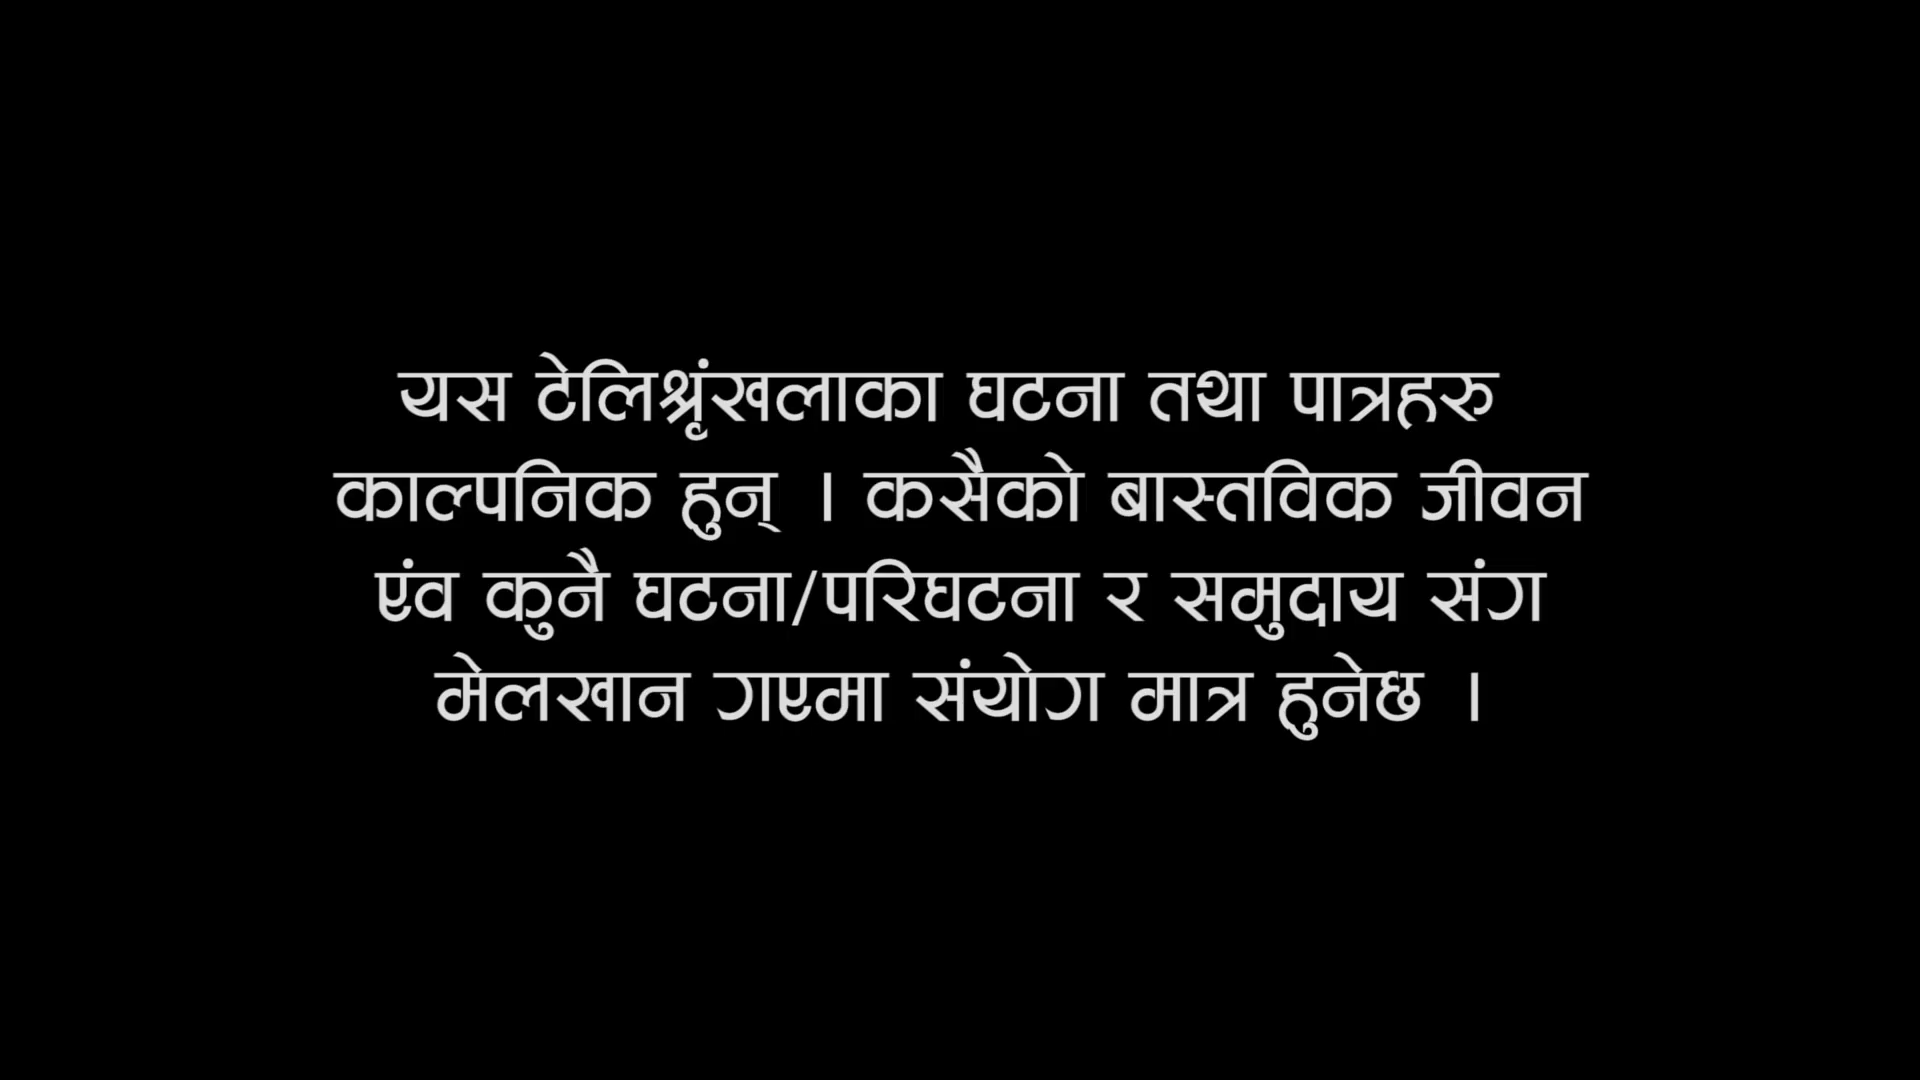 यस टेलिश्रृंखलाका घटना तथा पात्रहरु
काल्पनिक हुन् । कसैको बास्तविक जीवन
एंव कुनै घटना/परिघटना र समुदाय संग
मेलखान गएमा संयोग मात्र हुनेछ ।